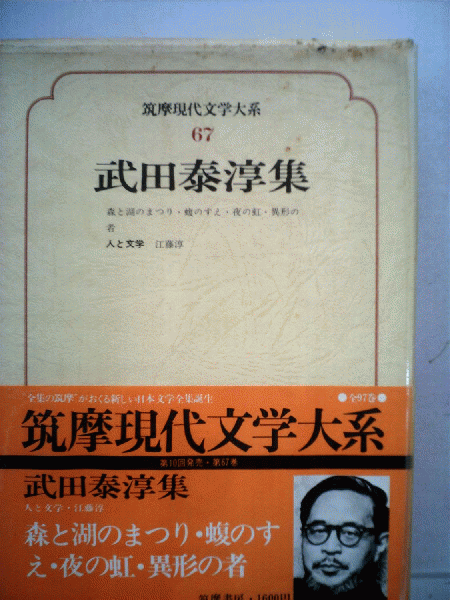 筑摩現代文学大系
67
武田泰淳集
森と湖のまつり・蝮のすえ・夜の虹・異形の
者
人と文学 江藤淳
"全集の筑摩"がおくる新しい日本文学全集誕生
●全97巻●
筑摩現代文学大系
第10回発売・第67巻
武田泰淳集
人と文学・江藤淳
森と湖のまつり・蝮のす
え・夜の虹・異形の者
筑摩書房・1600円